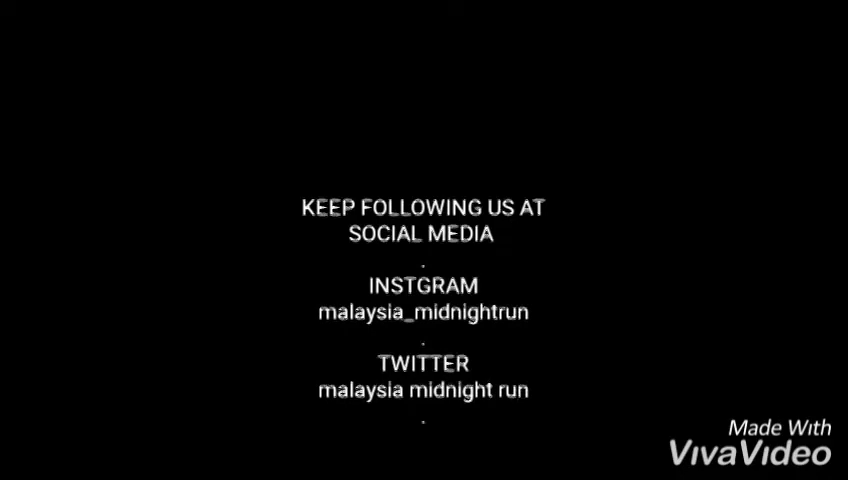 KEEP FOLLOWING US AT
SOCIAL MEDIA
.
INSTGRAM
malaysia_midnightrun
.
TWITTER
malaysia midnight run
.
Made With
VivaVideo